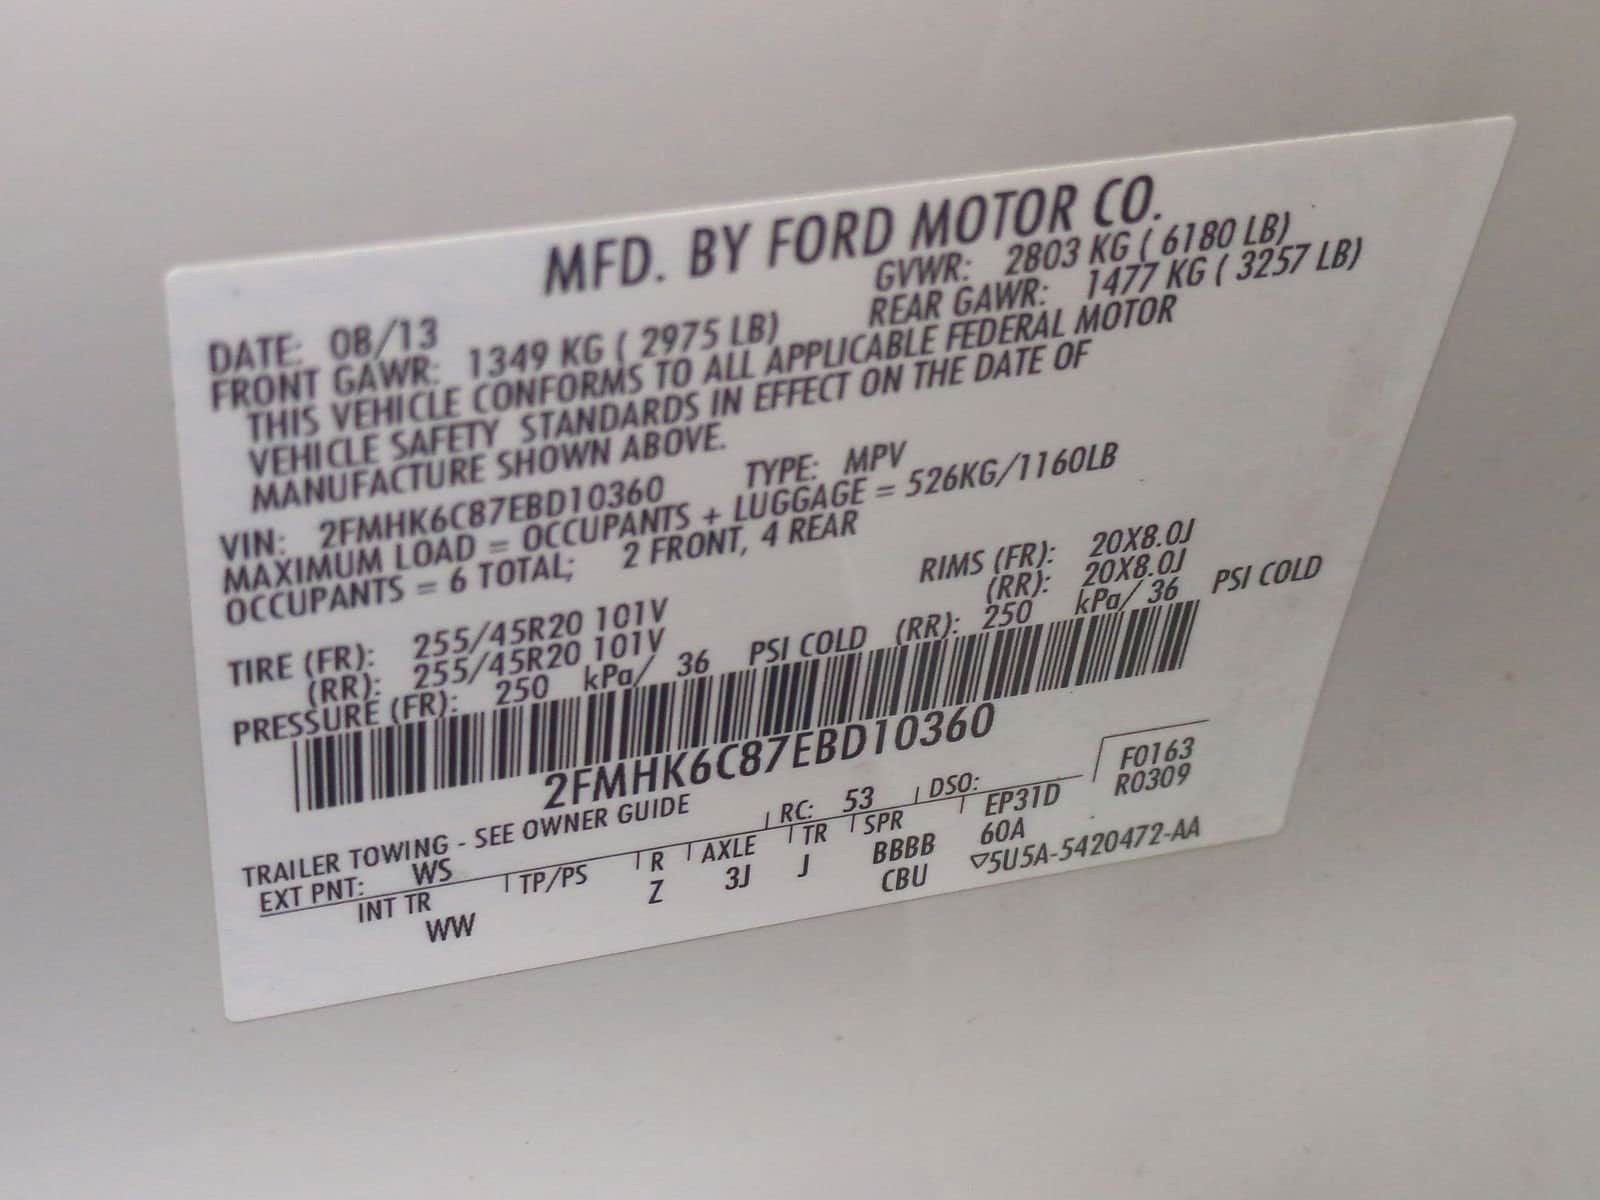 MFD. BY FORD MOTOR CO.
DATE: 08/13 GVWR: 2803 KG ( 6180 LB)
FRONT GAWR: 1349 KG ( 2975 LB) REAR GAWR: 1477 KG ( 3257 LB)
THIS VEHICLE CONFORMS TO ALL APPLICABLE FEDERAL MOTOR
VEHICLE SAFETY STANDARDS IN EFFECT ON THE DATE OF
MANUFACTURE SHOWN ABOVE.
VIN: 2FMHK6C87EBD10360 TYPE: MPV
MAXIMUM LOAD = OCCUPANTS + LUGGAGE = 526KG/1160LB
OCCUPANTS = 6 TOTAL; 2 FRONT, 4 REAR
TIRE (FR): 255/45R20 101V RIMS (FR): 20X8.0J
(RR): 255/45R20 101V (RR): 20X8.0J
PRESSURE (FR): 250 kPa/ 36 PSI COLD (RR): 250 kPa/ 36 PSI COLD
2FMHK6C87EBD10360
TRAILER TOWING - SEE OWNER GUIDE
EXT PNT: WS RC: 53 DSO: F0163
INT TR TP/PS R AXLE TR SPR EP31D R0309
WW Z 3J J BBBB 60A
CBU ▽5U5A-5420472-AA